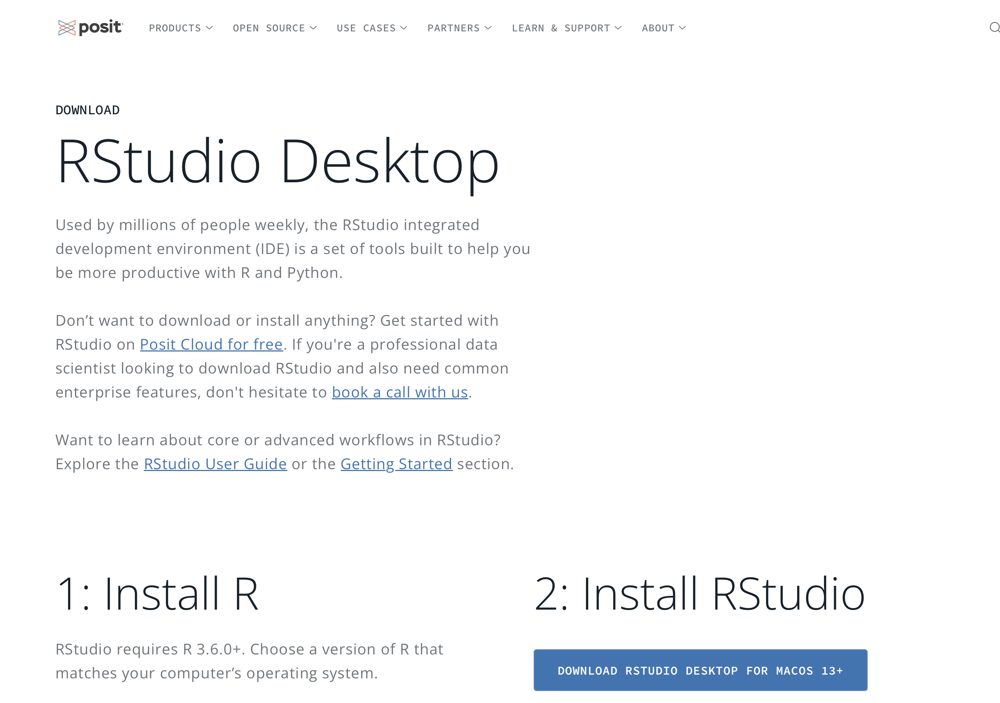 posit
PRODUCTS OPEN SOURCE USE CASES PARTNERS LEARN & SUPPORT ABOUT
DOWNLOAD
RStudio Desktop
Used by millions of people weekly, the RStudio integrated
development environment (IDE) is a set of tools built to help you
be more productive with R and Python.
Don’t want to download or install anything? Get started with
RStudio on Posit Cloud for free. If you're a professional data
scientist looking to download RStudio and also need common
enterprise features, don't hesitate to book a call with us.
Want to learn about core or advanced workflows in RStudio?
Explore the RStudio User Guide or the Getting Started section.
1: Install R
RStudio requires R 3.6.0+. Choose a version of R that
matches your computer’s operating system.
2: Install RStudio
DOWNLOAD RSTUDIO DESKTOP FOR MACOS 13+